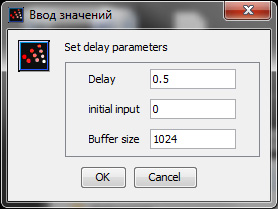 Ввод значений
Set delay parameters
Delay 0.5
initial input 0
Buffer size 1024
OK Cancel